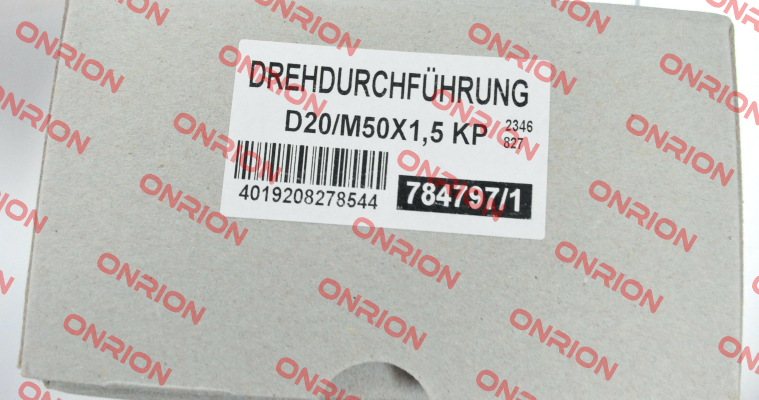 DREHDURCHFÜHRUNG
D20/M50X1,5 KP 2346
827
4019208278544 784797/1
ONRION